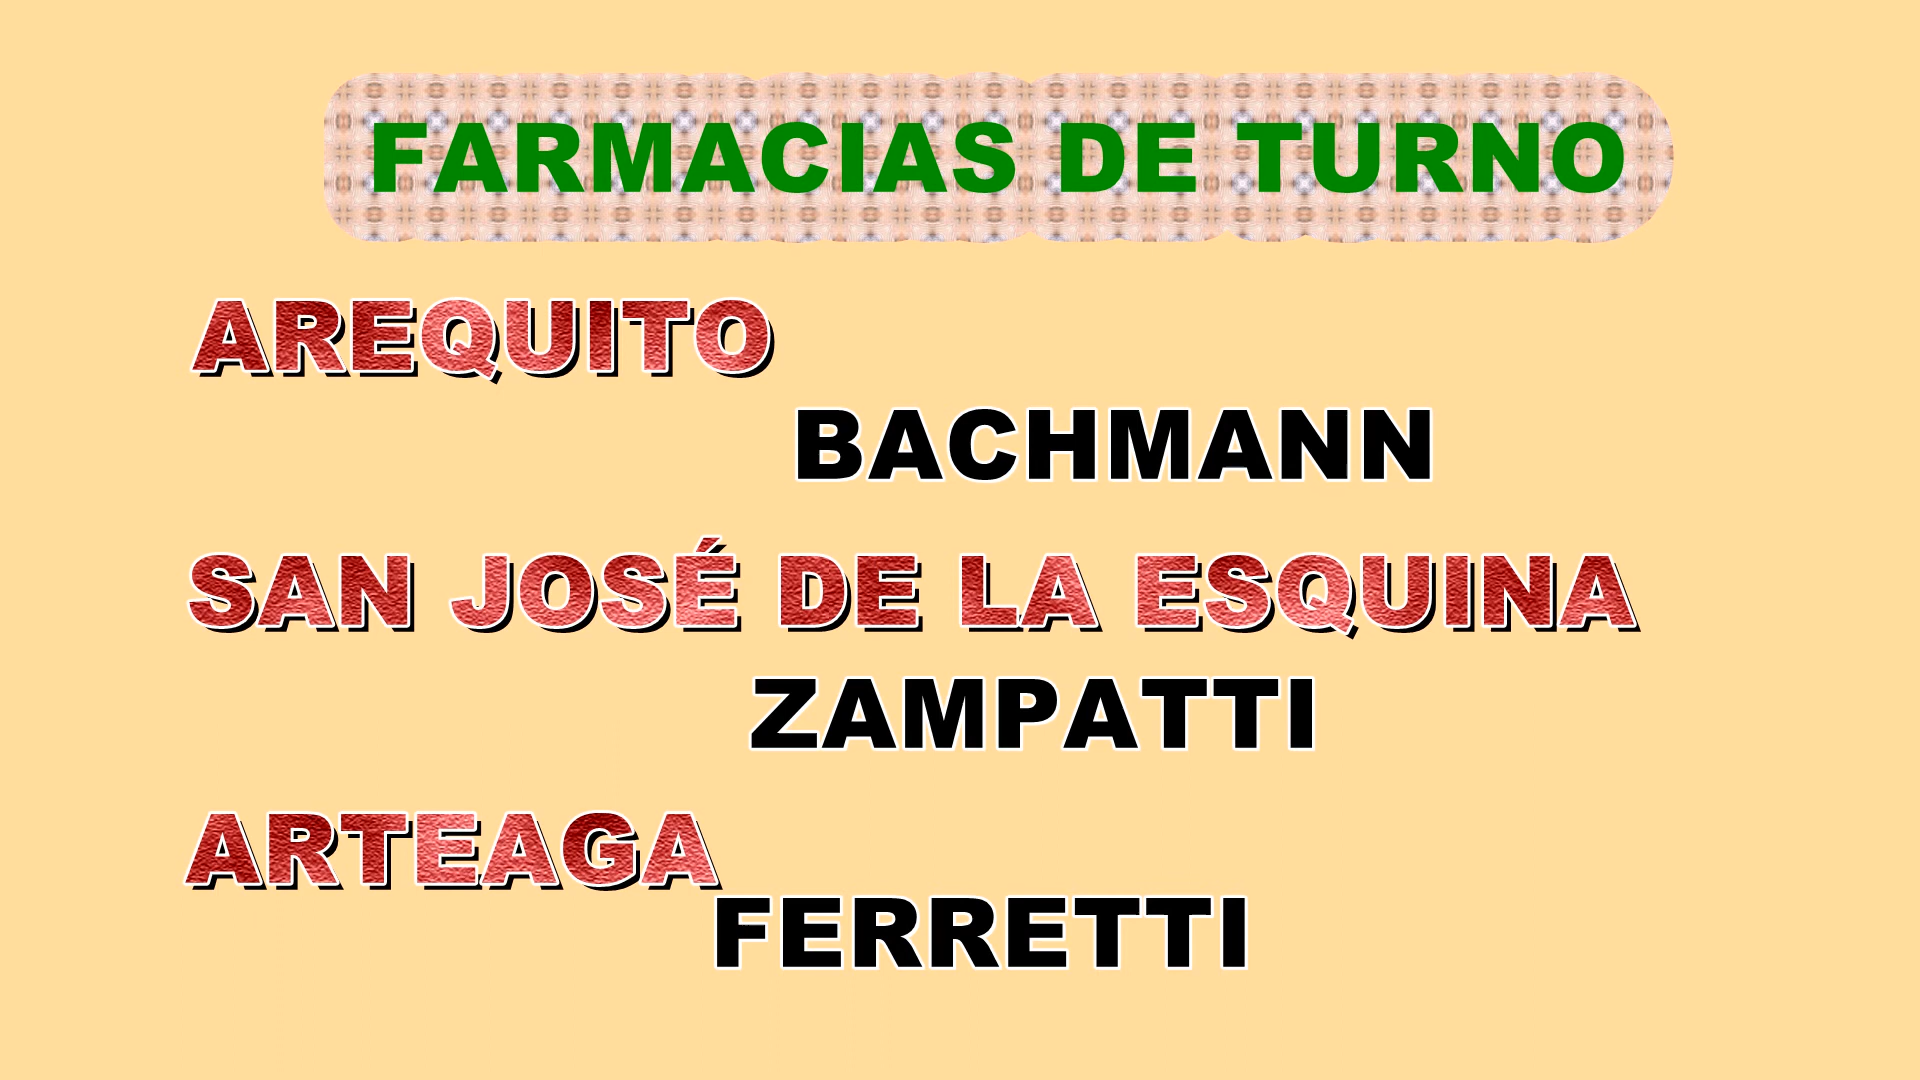 FARMACIAS DE TURNO
AREQUITO
BACHMANN
SAN JOSÉ DE LA ESQUINA
ZAMPATTI
ARTEAGA
FERRETTI